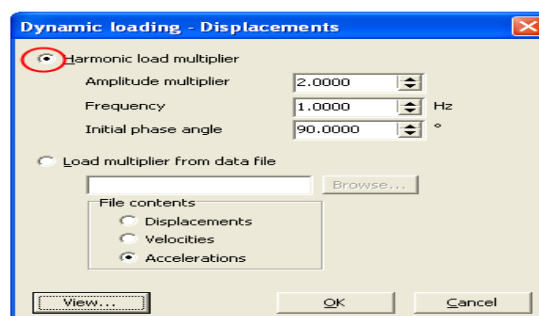 Dynamic loading - Displacements
Harmonic load multiplier
Amplitude multiplier 2.0000
Frequency 1.0000 Hz
Initial phase angle 90.0000 °
Load multiplier from data file
Browse...
File contents
Displacements
Velocities
Accelerations
View... OK Cancel